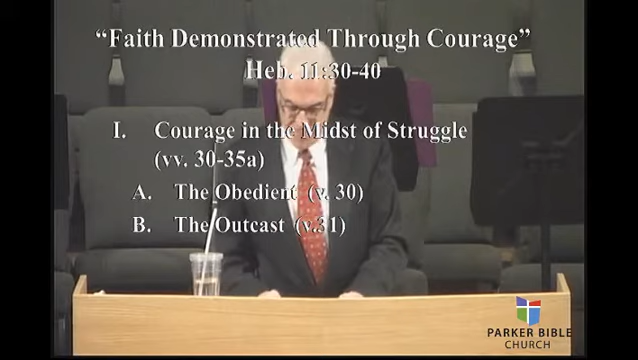 “Faith Demonstrated Through Courage”
Heb. 11:30-40
I. Courage in the Midst of Struggle
(vv. 30-35a)
A. The Obedient (v. 30)
B. The Outcast (v.31)
PARKER BIBLE
CHURCH